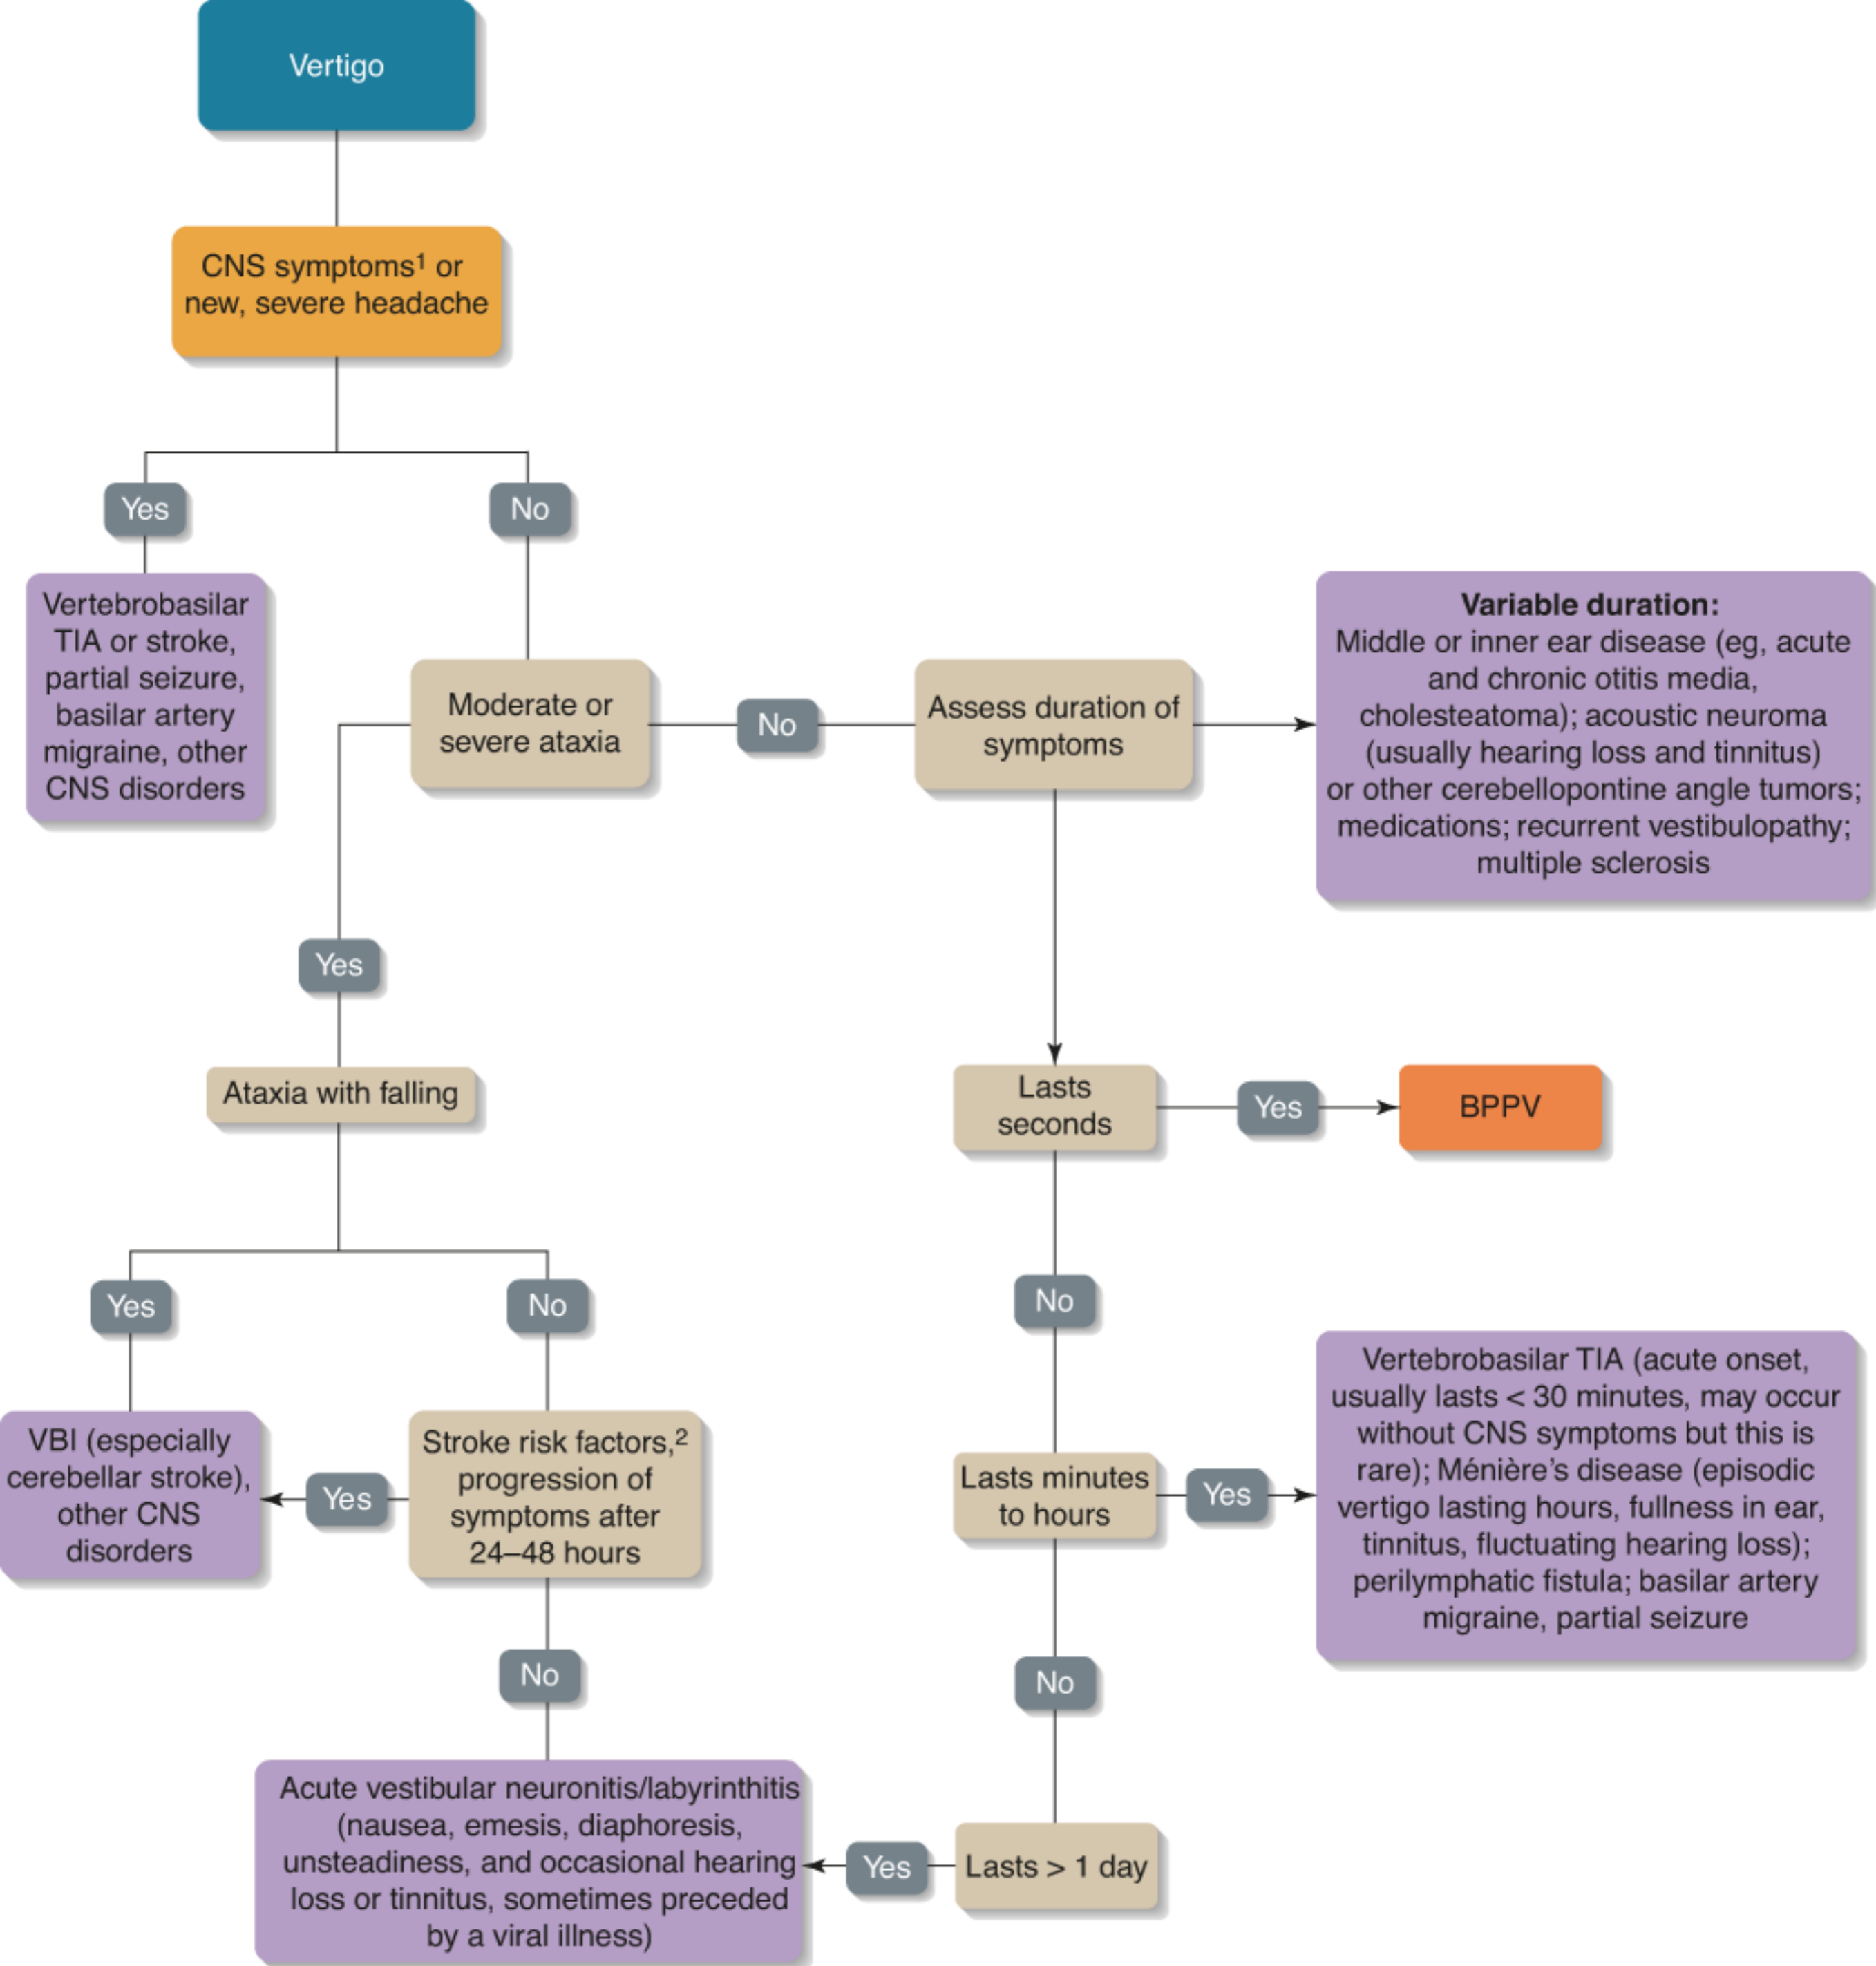 Vertigo
CNS symptoms¹ or
new, severe headache
Yes
No
Vertebrobasilar
TIA or stroke,
partial seizure,
basilar artery
migraine, other
CNS disorders
Moderate or
severe ataxia
No
Assess duration of
symptoms
Variable duration:
Middle or inner ear disease (eg, acute
and chronic otitis media,
cholesteatoma); acoustic neuroma
(usually hearing loss and tinnitus)
or other cerebellopontine angle tumors;
medications; recurrent vestibulopathy;
multiple sclerosis
Yes
Ataxia with falling
Lasts
seconds
Yes
BPPV
Yes
No
No
VBI (especially
cerebellar stroke),
other CNS
disorders
Yes
Stroke risk factors,²
progression of
symptoms after
24–48 hours
Lasts minutes
to hours
Yes
Vertebrobasilar TIA (acute onset,
usually lasts < 30 minutes, may occur
without CNS symptoms but this is
rare); Ménière’s disease (episodic
vertigo lasting hours, fullness in ear,
tinnitus, fluctuating hearing loss);
perilymphatic fistula; basilar artery
migraine, partial seizure
No
No
Acute vestibular neuronitis/labyrinthitis
(nausea, emesis, diaphoresis,
unsteadiness, and occasional hearing
loss or tinnitus, sometimes preceded
by a viral illness)
Yes
Lasts > 1 day